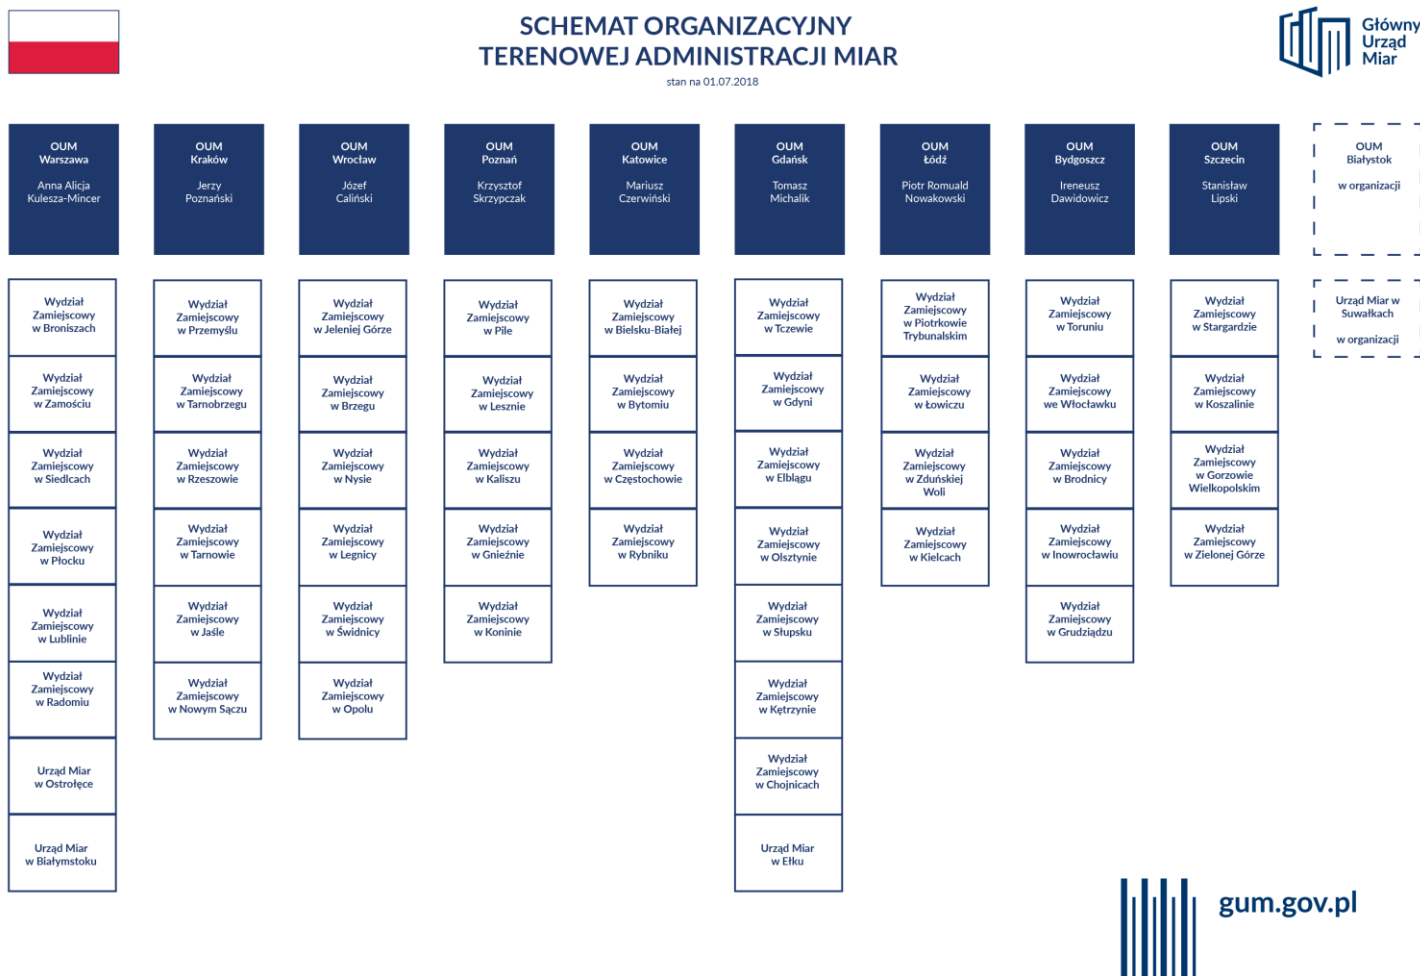 SCHEMAT ORGANIZACYJNY
TERENOWEJ ADMINISTRACJI MIAR
stan na 01.07.2018
Główny
Urząd
Miar
OUM
Warszawa
Anna Alicja
Kulesza-Mincer
OUM
Kraków
Jerzy
Poznański
OUM
Wrocław
Józef
Caliński
OUM
Poznań
Krzysztof
Skrzypczak
OUM
Katowice
Mariusz
Czerwiński
OUM
Gdańsk
Tomasz
Michalik
OUM
Łódź
Piotr Romuald
Nowakowski
OUM
Bydgoszcz
Ireneusz
Dawidowicz
OUM
Szczecin
Stanisław
Lipski
OUM
Białystok
w organizacji
Wydział
Zamiejscowy
w Broniszach
Wydział
Zamiejscowy
w Przemyślu
Wydział
Zamiejscowy
w Jeleniej Górze
Wydział
Zamiejscowy
w Pile
Wydział
Zamiejscowy
w Bielsku-Białej
Wydział
Zamiejscowy
w Tczewie
Wydział
Zamiejscowy
w Piotrkowie
Trybunalskim
Wydział
Zamiejscowy
w Toruniu
Wydział
Zamiejscowy
w Stargardzie
Urząd Miar w
Suwałkach
w organizacji
Wydział
Zamiejscowy
w Zamościu
Wydział
Zamiejscowy
w Tarnobrzegu
Wydział
Zamiejscowy
w Brzegu
Wydział
Zamiejscowy
w Lesznie
Wydział
Zamiejscowy
w Bytomiu
Wydział
Zamiejscowy
w Gdyni
Wydział
Zamiejscowy
w Łowiczu
Wydział
Zamiejscowy
we Włocławku
Wydział
Zamiejscowy
w Koszalinie
Wydział
Zamiejscowy
w Siedlcach
Wydział
Zamiejscowy
w Rzeszowie
Wydział
Zamiejscowy
w Nysie
Wydział
Zamiejscowy
w Kaliszu
Wydział
Zamiejscowy
w Częstochowie
Wydział
Zamiejscowy
w Elblągu
Wydział
Zamiejscowy
w Zduńskiej
Woli
Wydział
Zamiejscowy
w Brodnicy
Wydział
Zamiejscowy
w Gorzowie
Wielkopolskim
Wydział
Zamiejscowy
w Płocku
Wydział
Zamiejscowy
w Tarnowie
Wydział
Zamiejscowy
w Legnicy
Wydział
Zamiejscowy
w Gnieźnie
Wydział
Zamiejscowy
w Rybniku
Wydział
Zamiejscowy
w Olsztynie
Wydział
Zamiejscowy
w Kielcach
Wydział
Zamiejscowy
w Inowrocławiu
Wydział
Zamiejscowy
w Zielonej Górze
Wydział
Zamiejscowy
w Lublinie
Wydział
Zamiejscowy
w Jaśle
Wydział
Zamiejscowy
w Świdnicy
Wydział
Zamiejscowy
w Koninie
Wydział
Zamiejscowy
w Słupsku
Wydział
Zamiejscowy
w Grudziądzu
Wydział
Zamiejscowy
w Radomiu
Wydział
Zamiejscowy
w Nowym Sączu
Wydział
Zamiejscowy
w Opolu
Wydział
Zamiejscowy
w Kętrzynie
Urząd Miar
w Ostrołęce
Wydział
Zamiejscowy
w Chojnicach
Urząd Miar
w Białymstoku
Urząd Miar
w Ełku
gum.gov.pl